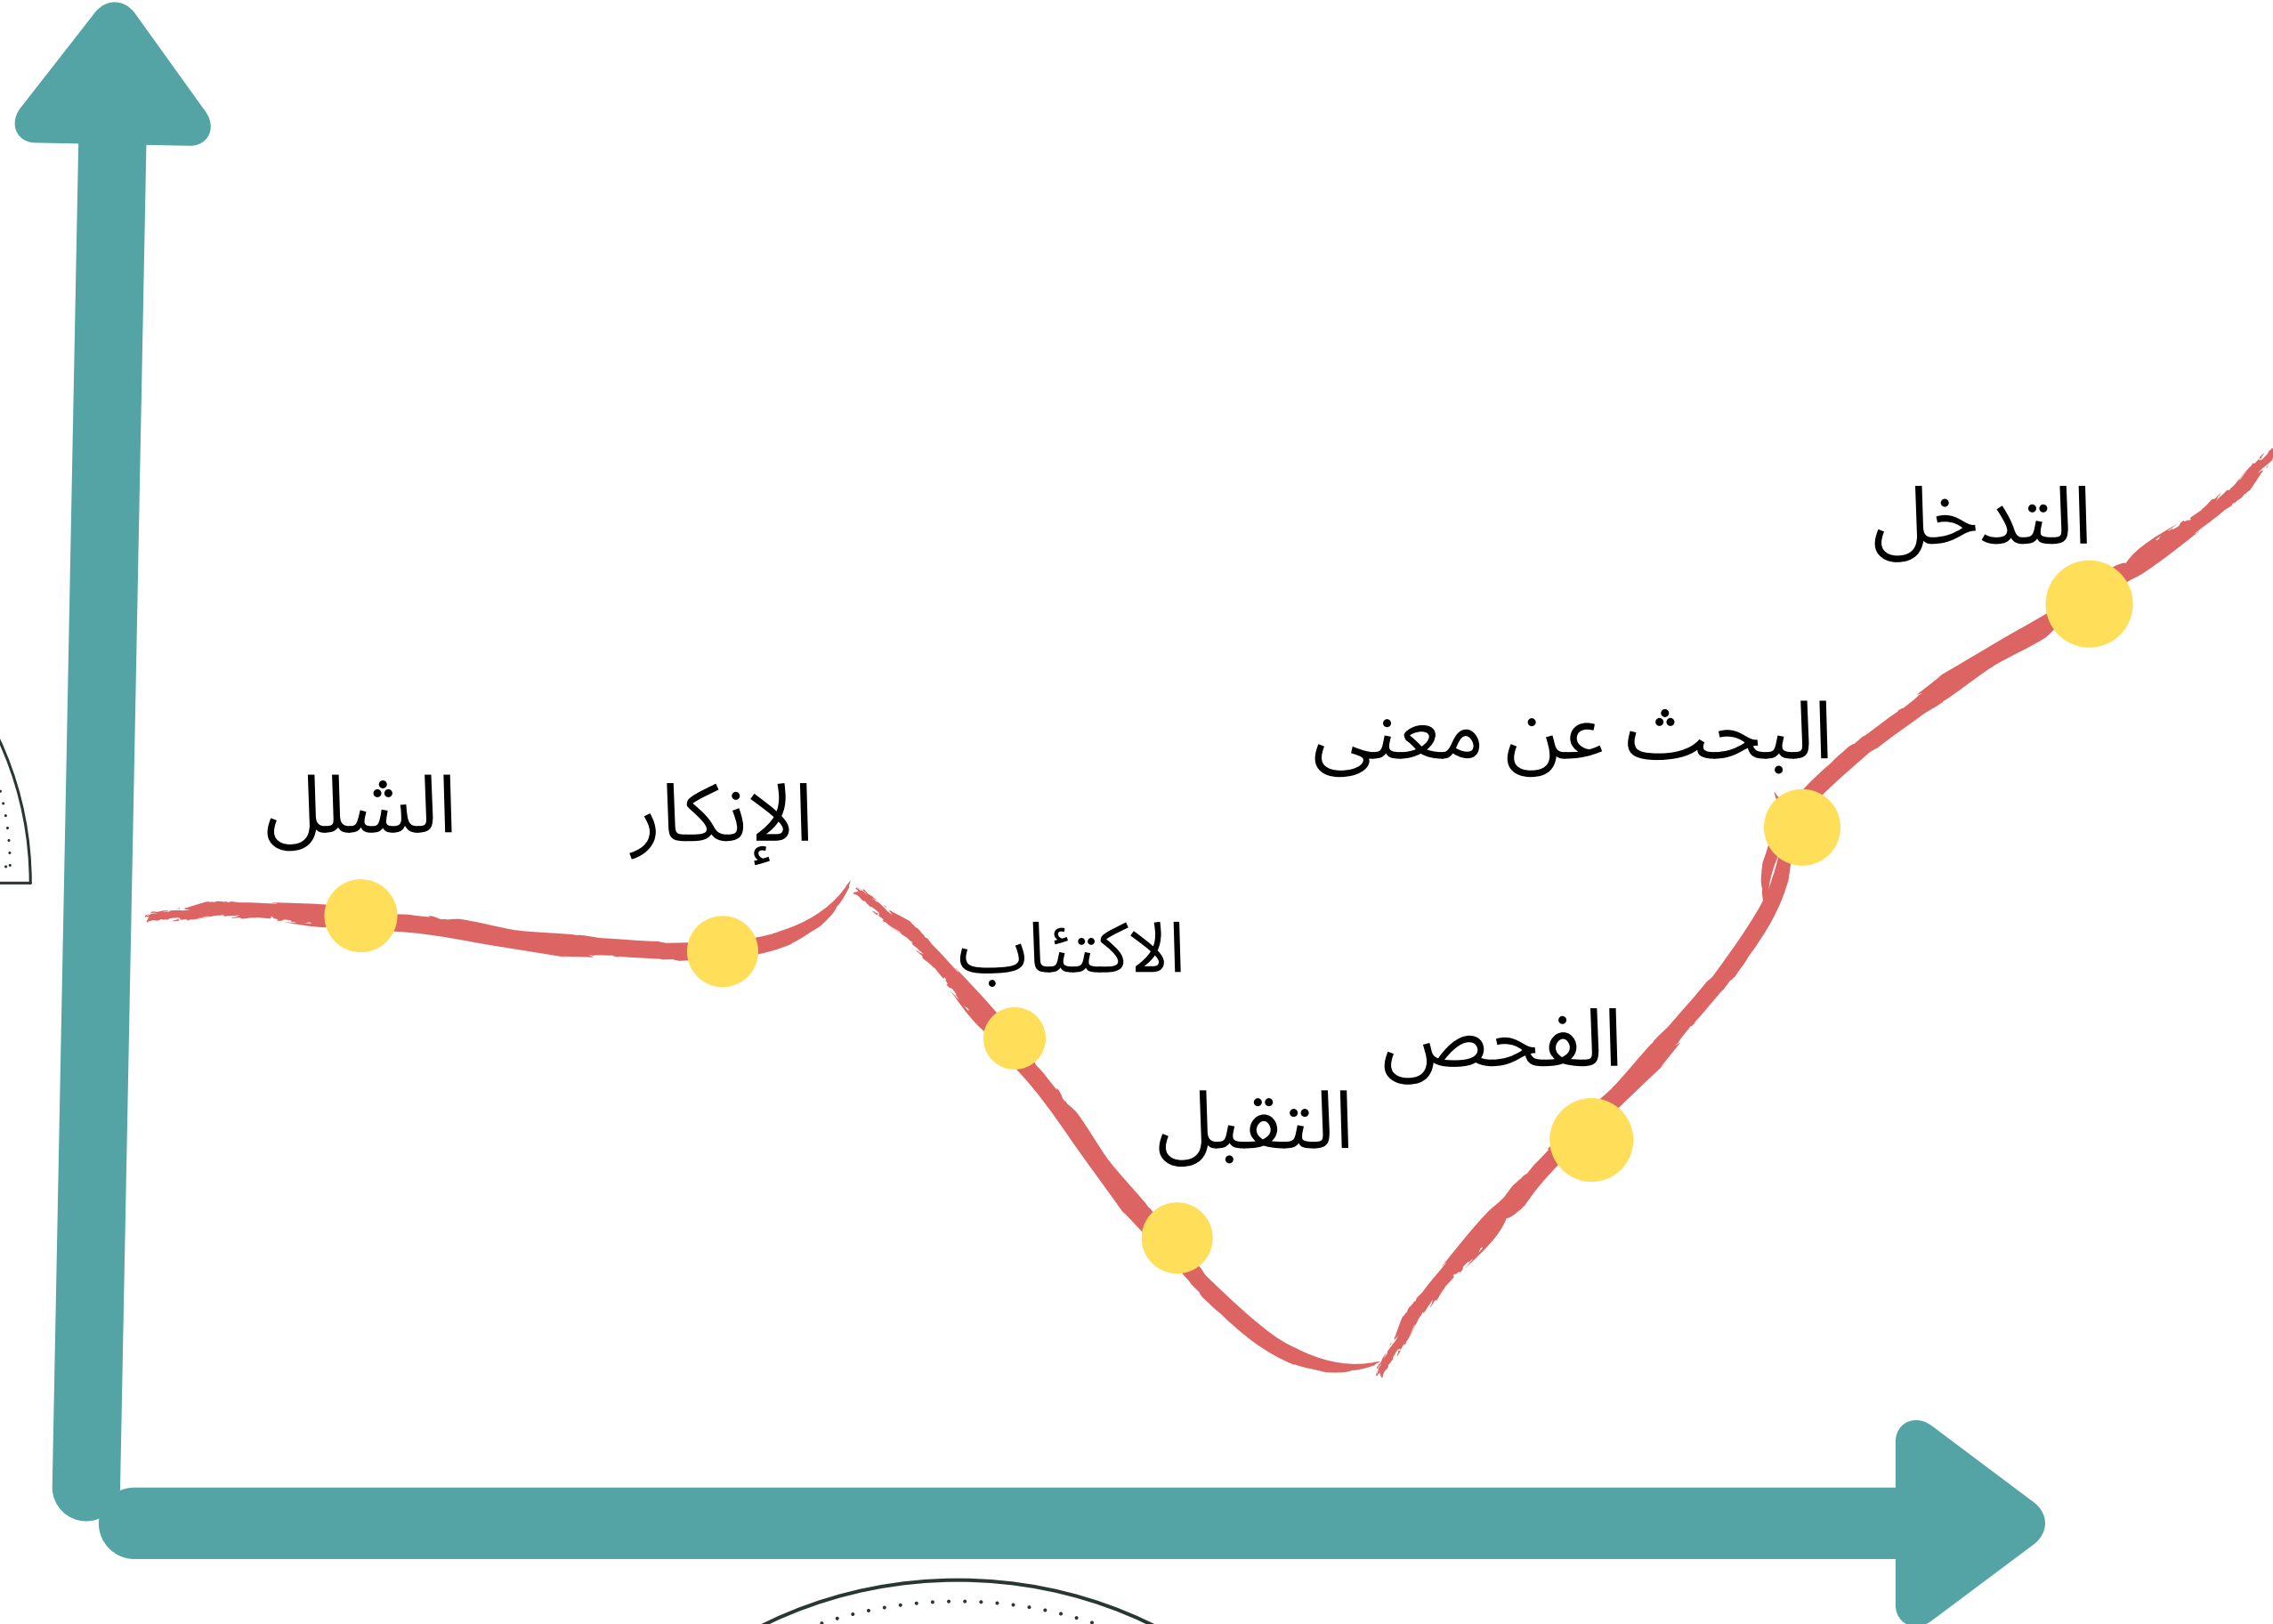 الشلل
الإنكار
الاكتئاب
التقبل
الفحص
البحث عن معنى
التدخل